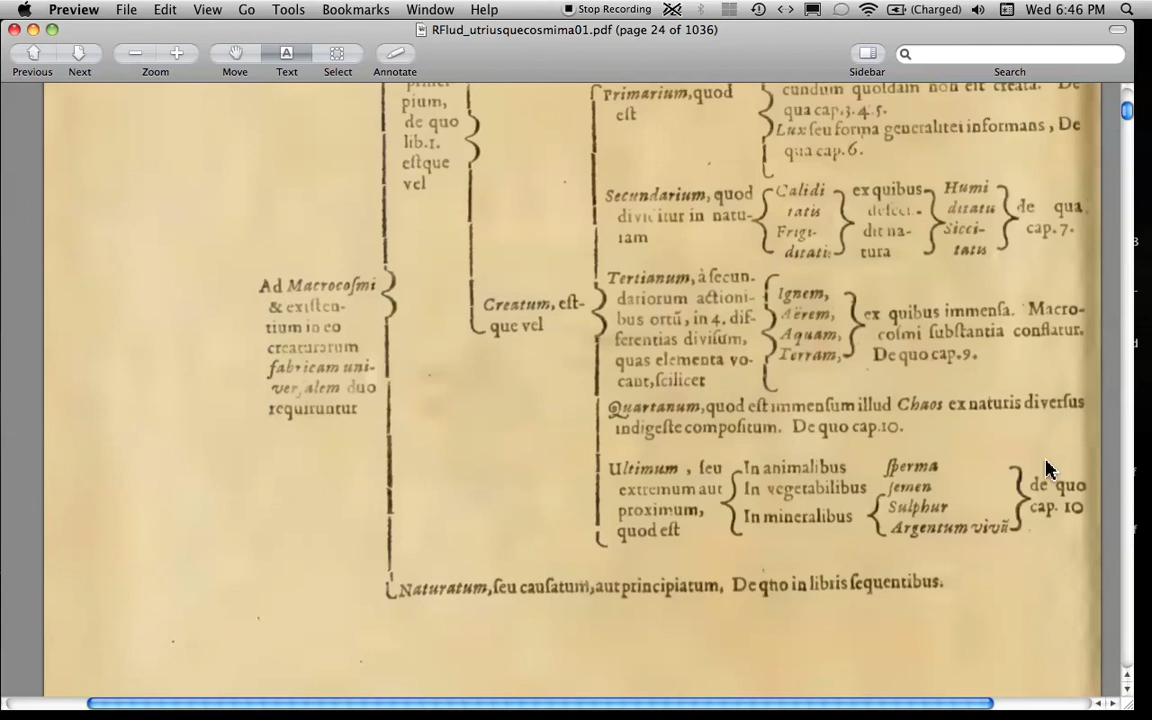 Preview File Edit View Go Tools Bookmarks Window Help Stop Recording (Charged) Wed 6:46 PM
RFlud_utriusquecosmima01.pdf (page 24 of 1036)
Previous Next Zoom Move Text Select Annotate Sidebar Search
pium,
de quo
lib.1.
eſtque
vel
Primarium, quod
eſt
cundum quoſdam non eſt creata. De
qua cap.3.4.5.
Lux ſeu forma generaliter informans, De
qua cap.6.
Secundarium, quod
dividitur in natu-
ram
Calidi
tatis
Frigi-
ditatis
ex quibus
dit na-
tura
Humi
ditatis
Sicci-
tatis
de qua
cap.7.
Ad Macrocoſmi
& exiſten-
tium in eo
creaturarum
fabricam uni-
verſalem duo
requiruntur
Creatum, eſt-
que vel
Tertianum, à ſecun-
dariorum actioni-
bus ortũ, in 4. dif-
ferentias diviſum,
quas elementa vo-
cant, ſcilicet
Ignem,
Aërem,
Aquam,
Terram,
ex quibus immenſa Macro-
coſmi ſubſtantia conflatur.
De quo cap.9.
Quartanum, quod eſt immenſum illud Chaos ex naturis diverſus
indigeſte compoſitum. De quo cap.10.
Ultimum, ſeu
extremum aut
proximum,
quod eſt
In animalibus
In vegetabilibus
In mineralibus
ſperma
ſemen
Sulphur
Argentum vivũ
de quo
cap. 10
Naturatum, ſeu cauſatum, aut principiatum, De quo in libris ſequentibus.